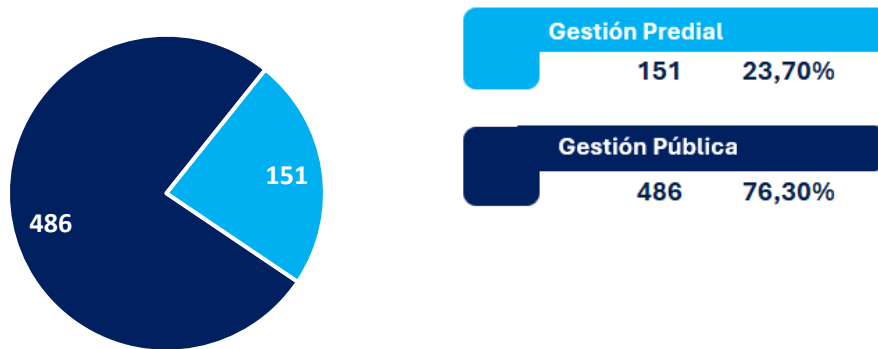 151
486
Gestión Predial
151 23,70%
Gestión Pública
486 76,30%